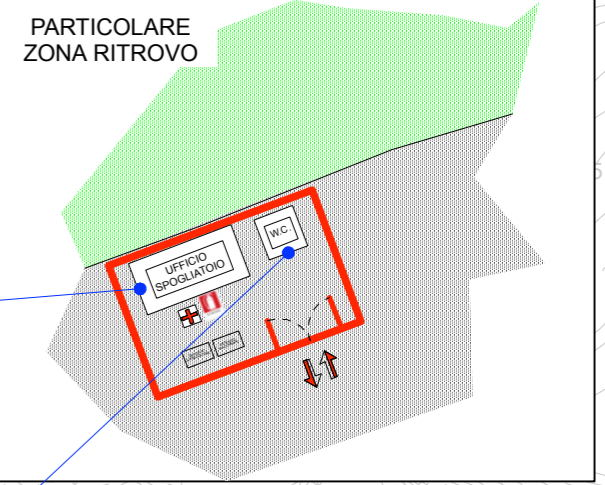 PARTICOLARE
ZONA RITROVO
W.C.
UFFICIO
SPOGLIATOIO